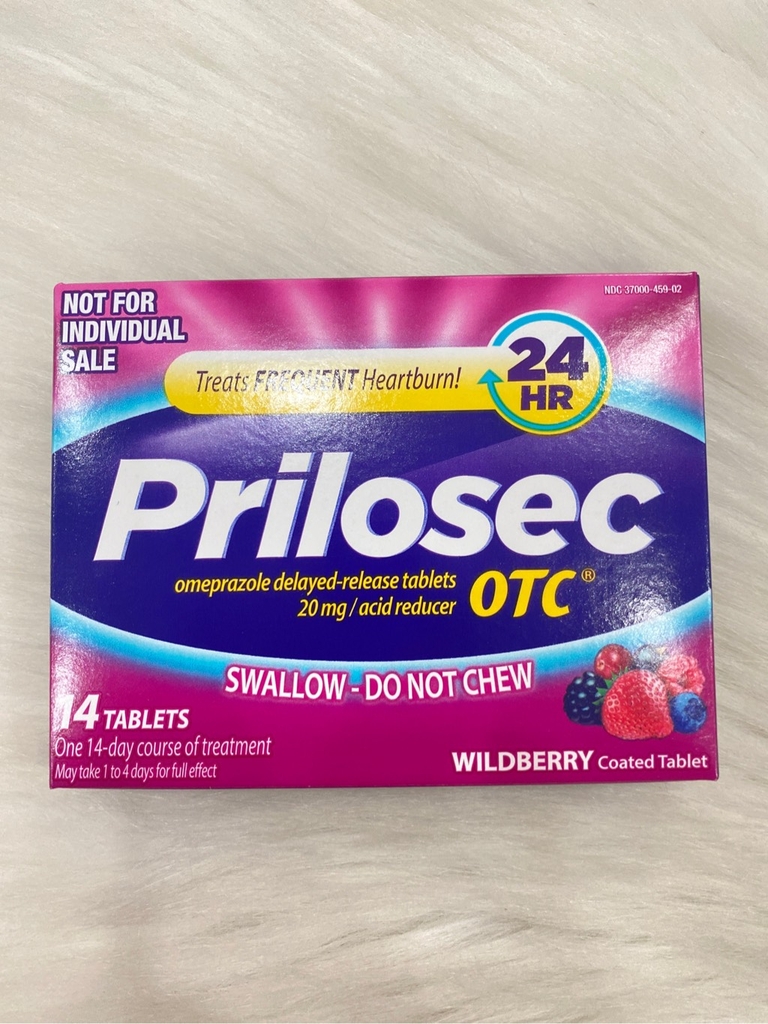 NOT FOR
INDIVIDUAL
SALE
NDC 37000-459-02
Treats FREQUENT Heartburn!
24
HR
Prilosec
omeprazole delayed-release tablets
20 mg / acid reducer
OTC®
SWALLOW - DO NOT CHEW
14 TABLETS
One 14-day course of treatment
May take 1 to 4 days for full effect
WILDBERRY Coated Tablet